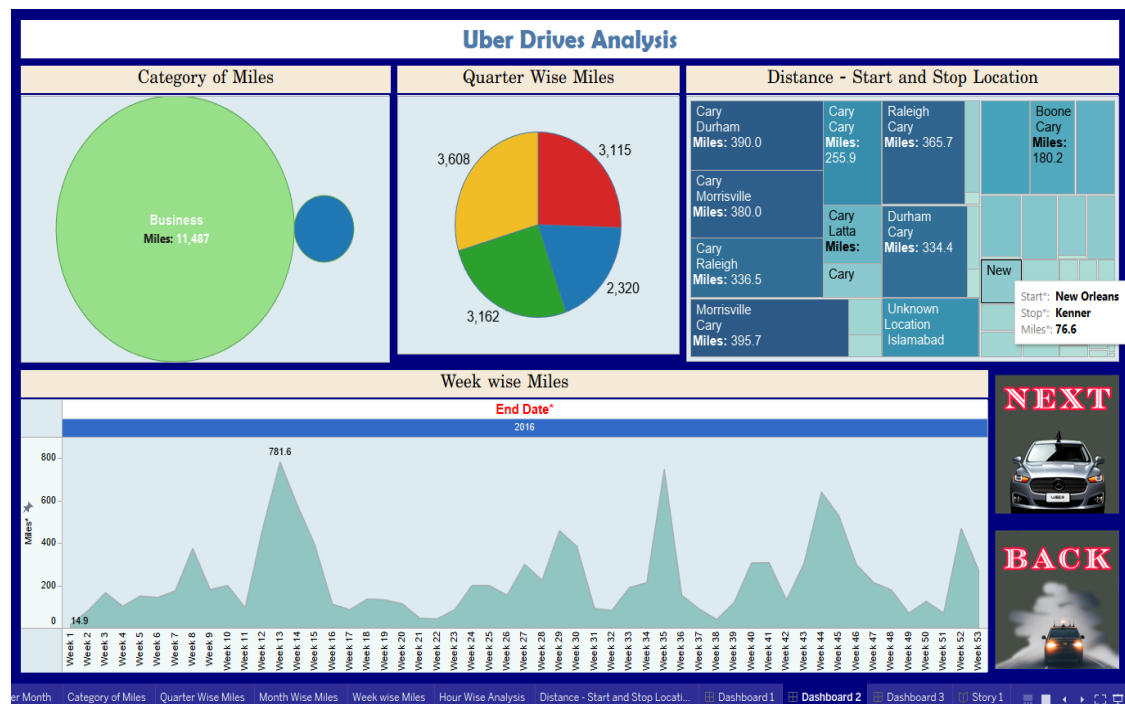 Uber Drives Analysis
Category of Miles
Business
Miles: 11,487
Quarter Wise Miles
3,608
3,115
3,162
2,320
Distance - Start and Stop Location
Cary
Durham
Miles: 390.0
Cary
Morrisville
Miles: 380.0
Cary
Raleigh
Miles: 336.5
Morrisville
Cary
Miles: 395.7
Cary
Cary
Miles:
255.9
Cary
Latta
Miles:
Cary
Raleigh
Cary
Miles: 365.7
Durham
Cary
Miles: 334.4
Unknown
Location
Islamabad
Boone
Cary
Miles:
180.2
New
Start*: New Orleans
Stop*: Kenner
Miles*: 76.6
Week wise Miles
End Date*
2016
Miles*
800
600
400
200
0
781.6
14.9
Week 1
Week 2
Week 3
Week 4
Week 5
Week 6
Week 7
Week 8
Week 9
Week 10
Week 11
Week 12
Week 13
Week 14
Week 15
Week 16
Week 17
Week 18
Week 19
Week 20
Week 21
Week 22
Week 23
Week 24
Week 25
Week 26
Week 27
Week 28
Week 29
Week 30
Week 31
Week 32
Week 33
Week 34
Week 35
Week 36
Week 37
Week 38
Week 39
Week 40
Week 41
Week 42
Week 43
Week 44
Week 45
Week 46
Week 47
Week 48
Week 49
Week 50
Week 51
Week 52
Week 53
NEXT
UBER
BACK
er Month
Category of Miles
Quarter Wise Miles
Month Wise Miles
Week wise Miles
Hour Wise Analysis
Distance - Start and Stop Locati...
Dashboard 1
Dashboard 2
Dashboard 3
Story 1